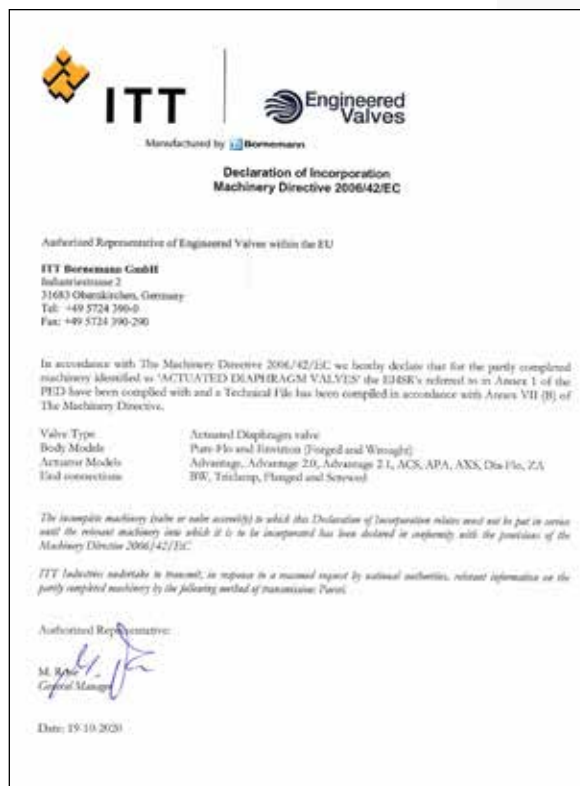 ITT
Engineered
Valves
Manufactured by Bornemann
Declaration of Incorporation
Machinery Directive 2006/42/EC
Authorized Representative of Engineered Valves within the EU
ITT Bornemann GmbH
Industriestrasse 2
31683 Obernkirchen, Germany
Tel: +49 5724 390-0
Fax: +49 5724 390-290
In accordance with The Machinery Directive 2006/42/EC we hereby declare that for the partly completed
machinery identified as 'ACTUATED DIAPHRAGM VALVES' the EHSR's referred to in Annex 1 of the
PED have been complied with and a Technical File has been compiled in accordance with Annex VII (B) of
The Machinery Directive.
Valve Type Actuated Diaphragm valve
Body Models Pure-Flo and Envizion (Forged and Wrought)
Actuator Models Advantage, Advantage 2.0, Advantage 2.1, ACS, APA, AXS, Dia-Flo, ZA
End connections BW, Triclamp, Flanged and Screwed
The incomplete machinery (valve or valve assembly) to which this Declaration of Incorporation relates must not be put in service
until the relevant machinery into which it is to be incorporated has been declared in conformity with the provisions of the
Machinery Directive 2006/42/EC
ITT Industries undertake to transmit, in response to a reasoned request by national authorities, relevant information on the
partly completed machinery by the following method of transmission:
Authorized Representative:
M.
General Manager
Date: 19-10-2020